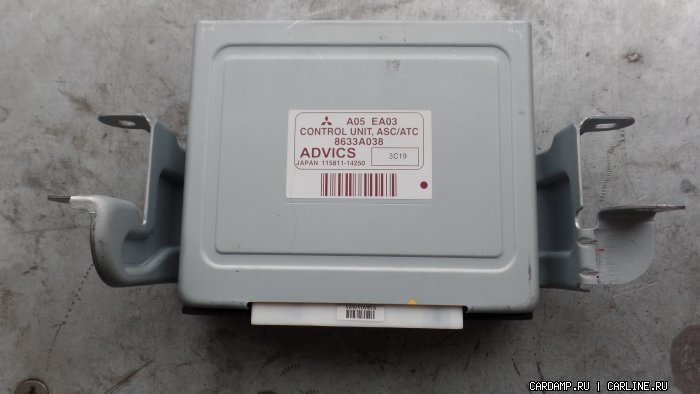 A05 EA03
CONTROL UNIT, ASC/ATC
8633A038
ADVICS 3C19
JAPAN 115811-14250
CARDAMP.RU | CARLINE.RU